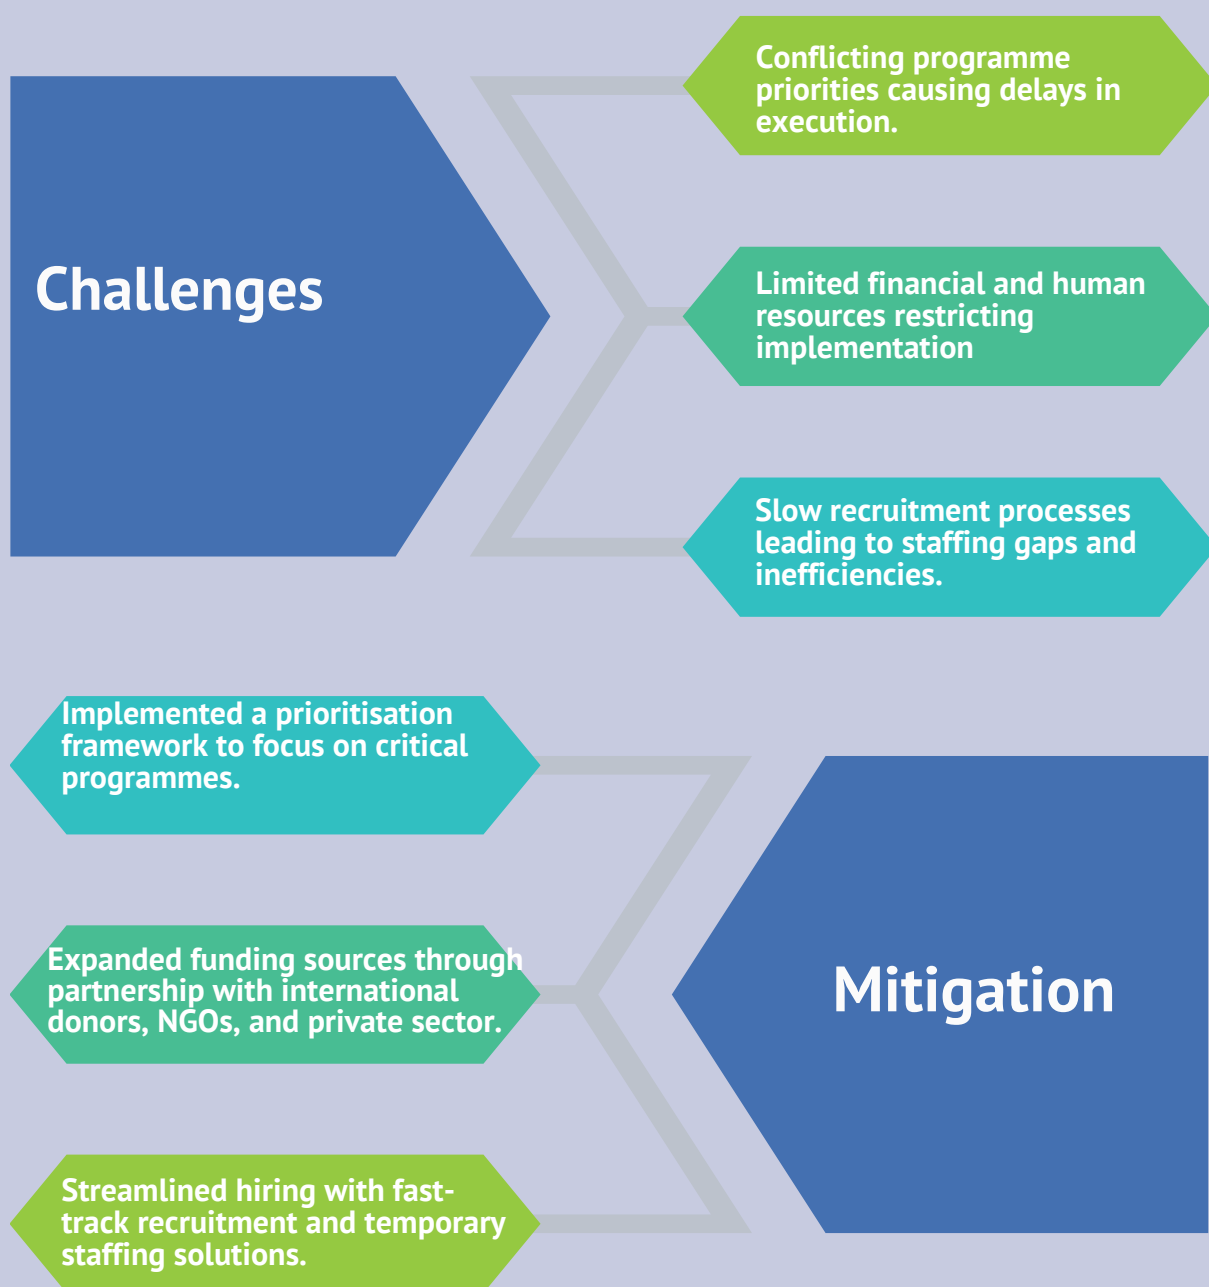 Challenges
Conflicting programme
priorities causing delays in
execution.
Limited financial and human
resources restricting
implementation
Slow recruitment processes
leading to staffing gaps and
inefficiencies.
Implemented a prioritisation
framework to focus on critical
programmes.
Expanded funding sources through
partnership with international
donors, NGOs, and private sector.
Streamlined hiring with fast-
track recruitment and temporary
staffing solutions.
Mitigation